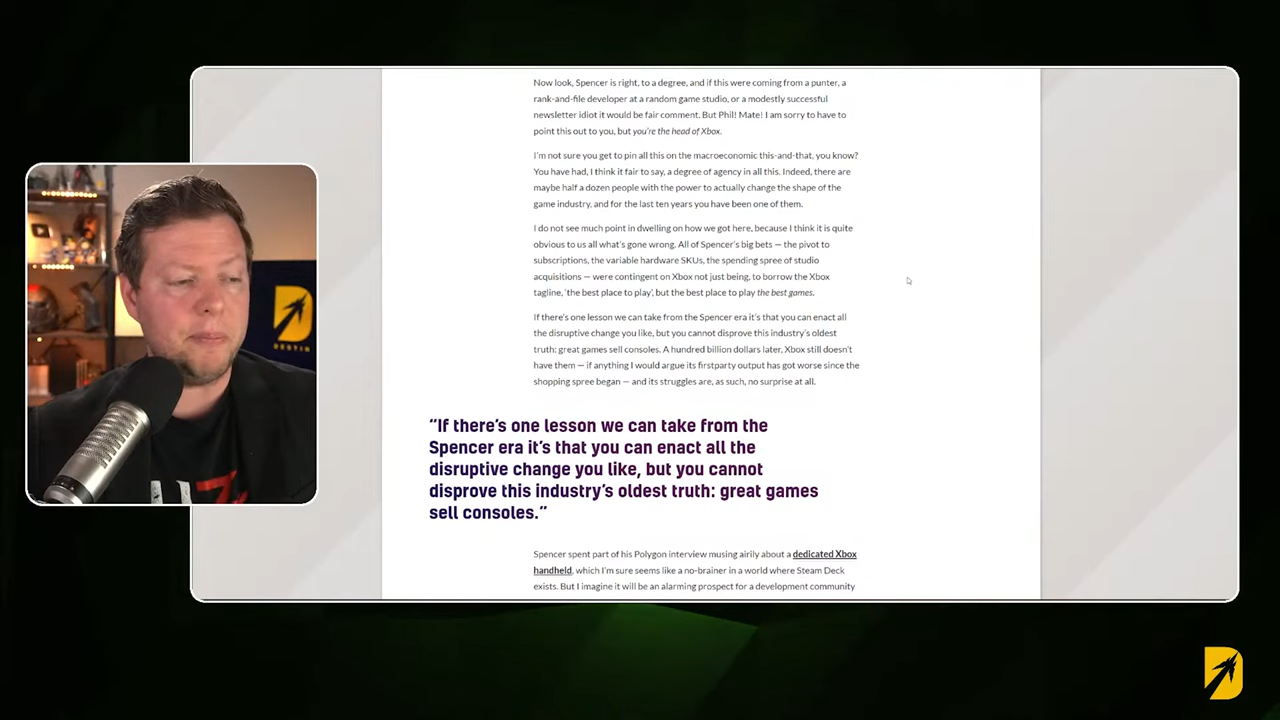 Now look, Spencer is right, to a degree, and if this were coming from a punter, a
rank-and-file developer at a random game studio, or a modestly successful
newsletter idiot it would be fair comment. But Phil! Mate! I am sorry to have to
point this out to you, but you're the head of Xbox.
I'm not sure you get to pin all this on the macroeconomic this-and-that, you know?
You have had, I think it fair to say, a degree of agency in all this. Indeed, there are
maybe half a dozen people with the power to actually change the shape of the
game industry, and for the last ten years you have been one of them.
I do not see much point in dwelling on how we got here, because I think it is quite
obvious to us all what's gone wrong. All of Spencer's big bets — the pivot to
subscriptions, the variable hardware SKUs, the spending spree of studio
acquisitions — were contingent on Xbox not just being, to borrow the Xbox
tagline, 'the best place to play', but the best place to play the best games.
If there's one lesson we can take from the Spencer era it's that you can enact all
the disruptive change you like, but you cannot disprove this industry's oldest
truth: great games sell consoles. A hundred billion dollars later, Xbox still doesn't
have them — if anything I would argue its firstparty output has got worse since the
shopping spree began — and its struggles are, as such, no surprise at all.
"If there's one lesson we can take from the
Spencer era it's that you can enact all the
disruptive change you like, but you cannot
disprove this industry's oldest truth: great games
sell consoles."
Spencer spent part of his Polygon interview musing airily about a dedicated Xbox
handheld, which I'm sure seems like a no-brainer in a world where Steam Deck
exists. But I imagine it will be an alarming prospect for a development community
DESTIN